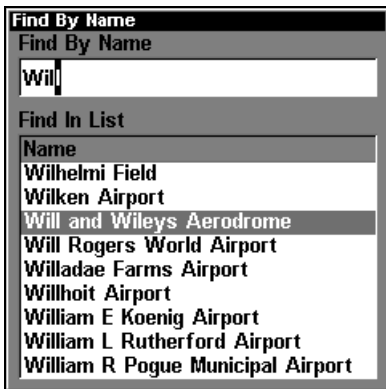 Find By Name
Find By Name
Will
Find In List
Name
Wilhelmi Field
Wilken Airport
Will and Wileys Aerodrome
Will Rogers World Airport
Willadae Farms Airport
Willhoit Airport
William E Koenig Airport
William L Rutherford Airport
William R Pogue Municipal Airport